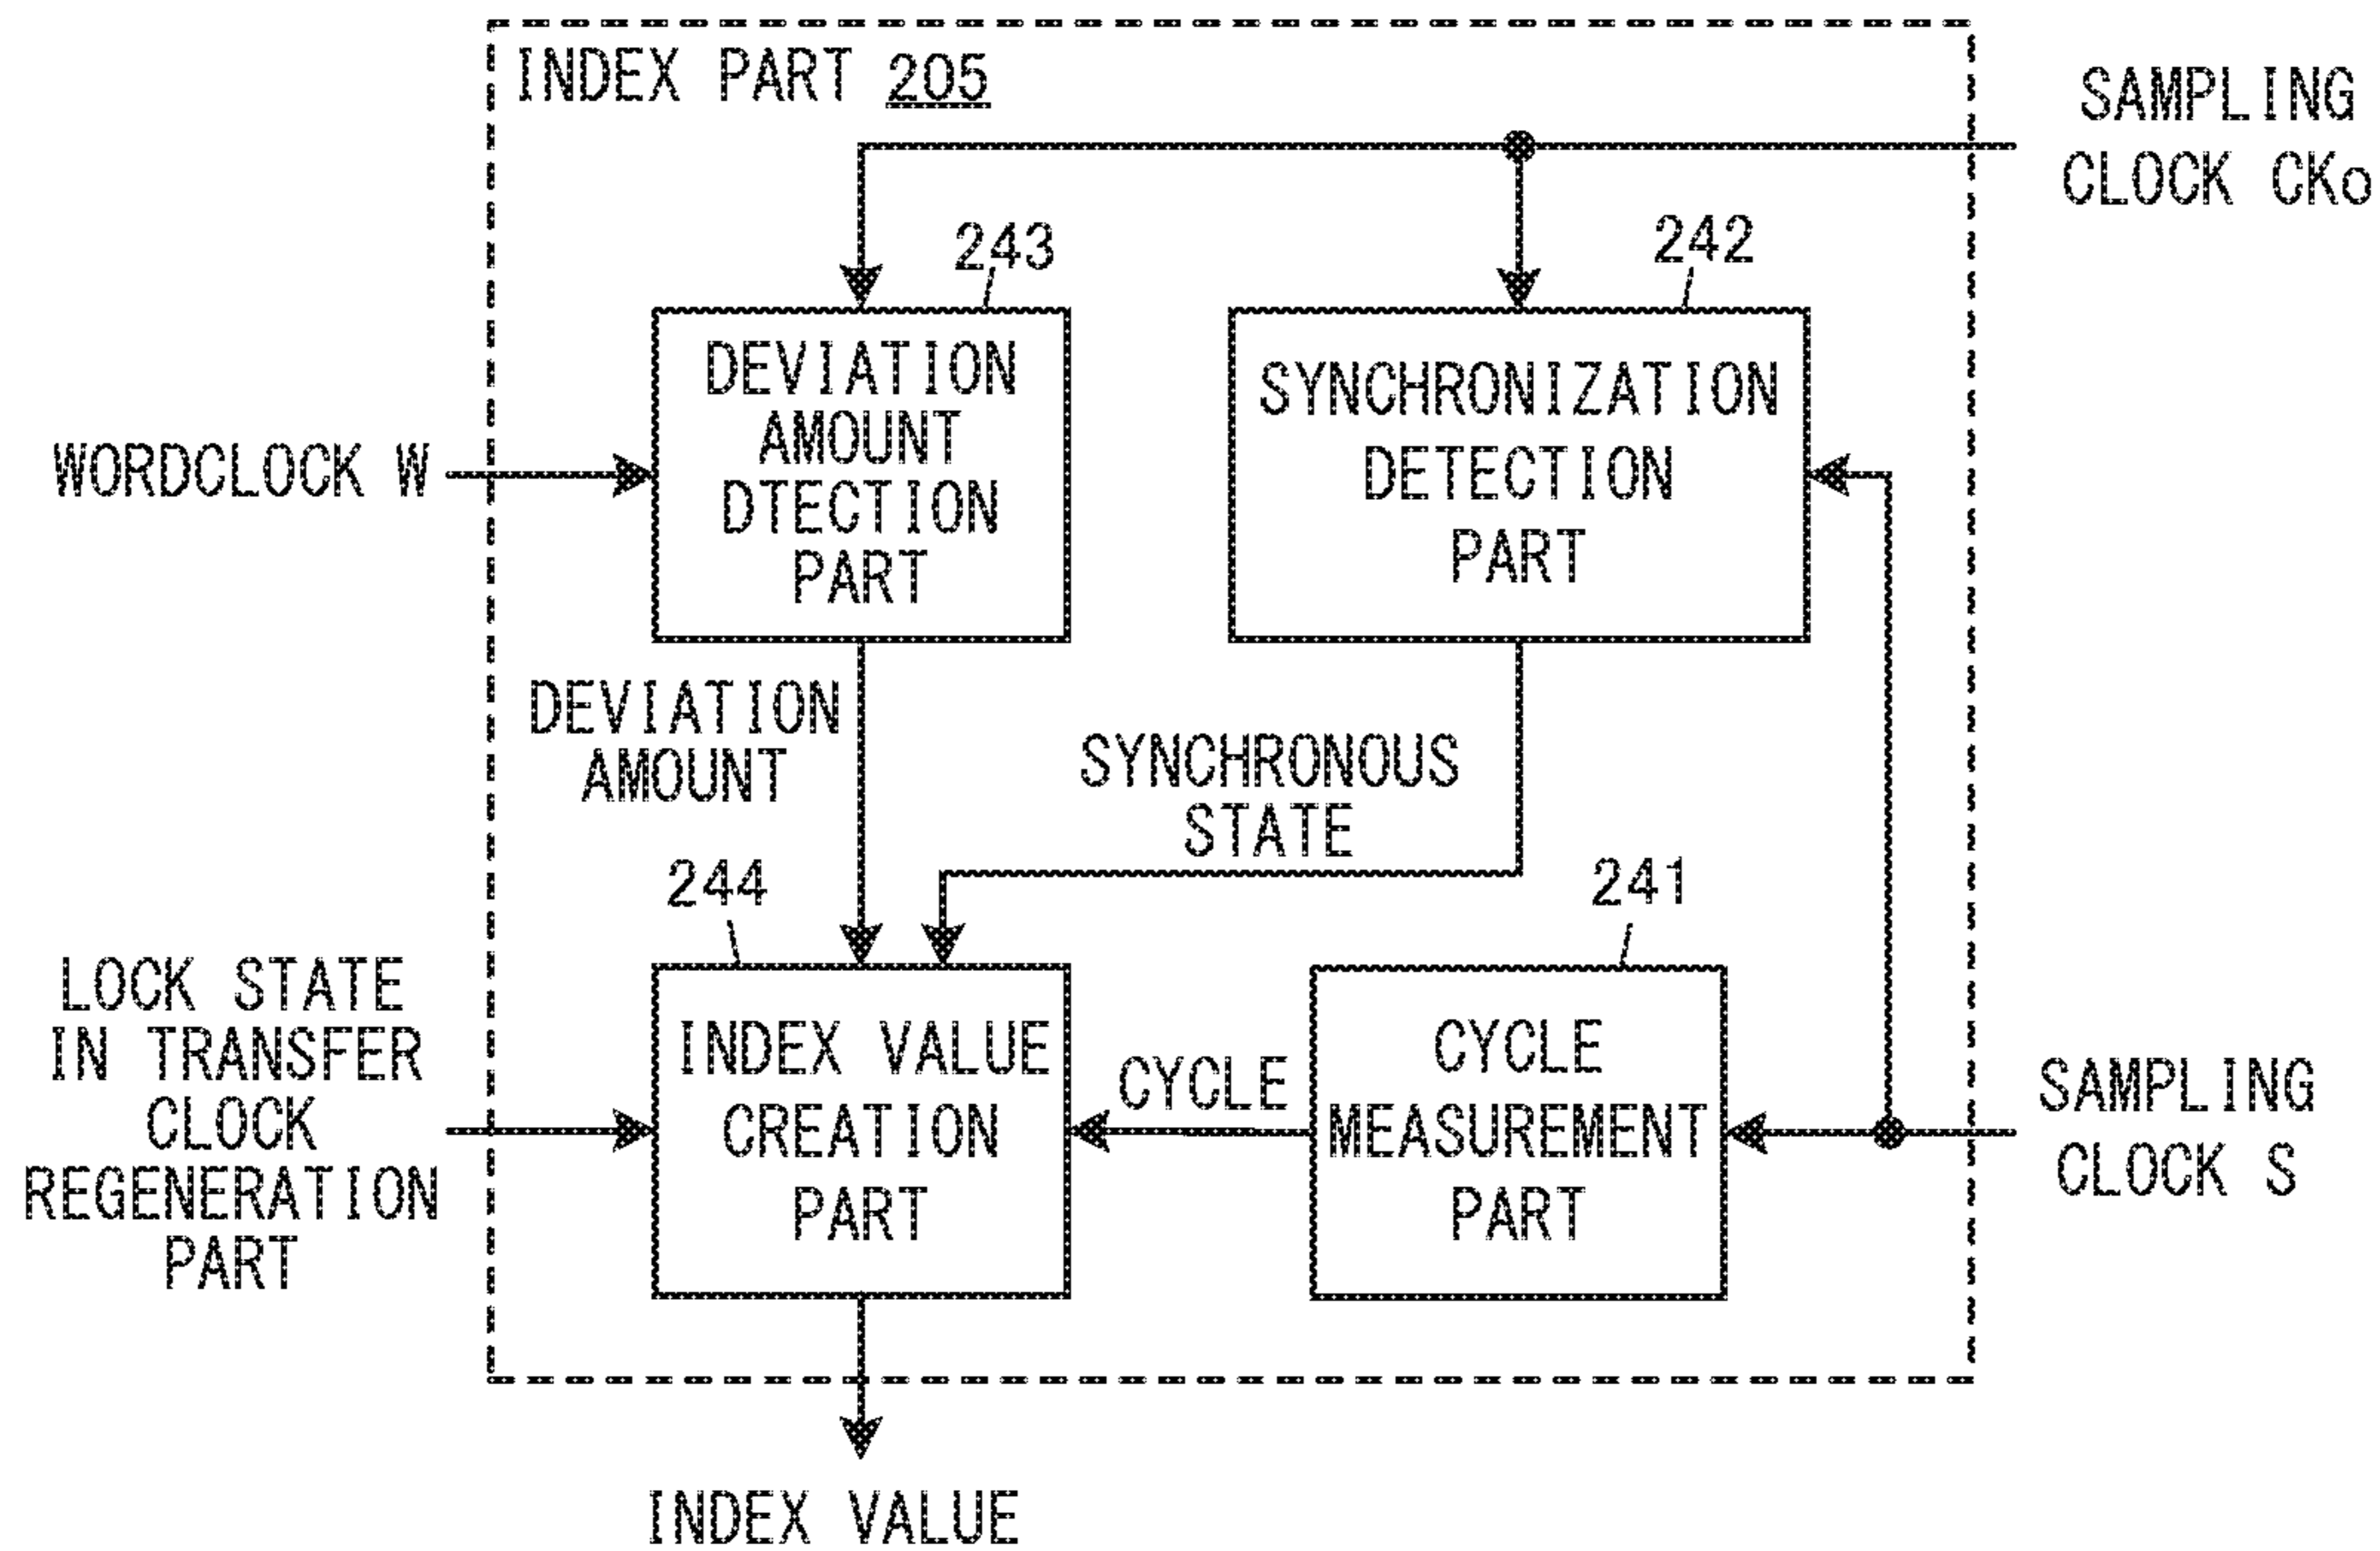 INDEX PART 205
SAMPLING
CLOCK CKo
243
242
DEVIATION
AMOUNT
DTECTION
PART
SYNCHRONIZATION
DETECTION
PART
WORDCLOCK W
DEVIATION
AMOUNT
SYNCHRONOUS
STATE
244
241
LOCK STATE
IN TRANSFER
CLOCK
REGENERATION
PART
INDEX VALUE
CREATION
PART
CYCLE
CYCLE
MEASUREMENT
PART
SAMPLING
CLOCK S
INDEX VALUE